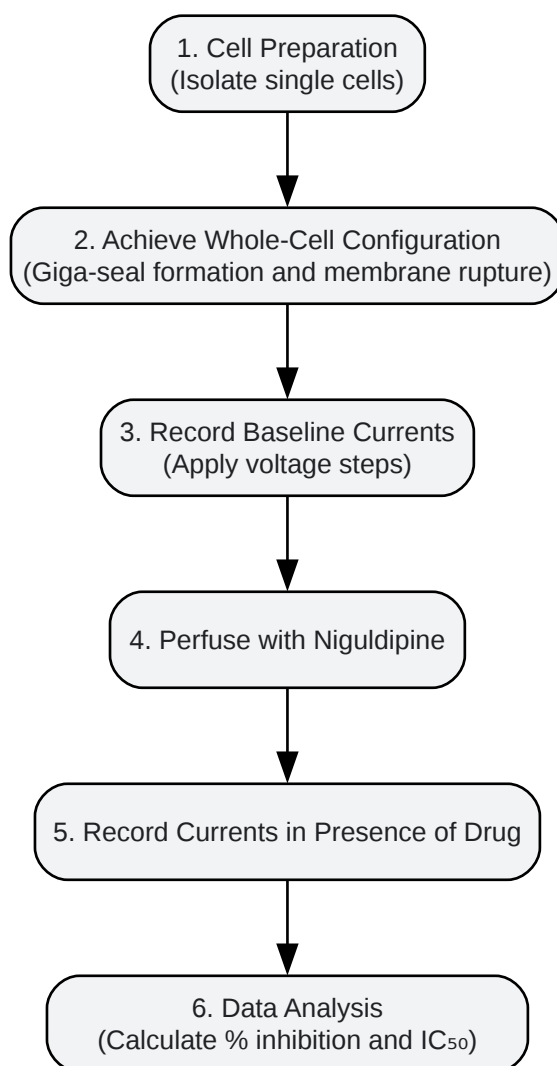 1. Cell Preparation
(Isolate single cells)
2. Achieve Whole-Cell Configuration
(Giga-seal formation and membrane rupture)
3. Record Baseline Currents
(Apply voltage steps)
4. Perfuse with Niguldipine
5. Record Currents in Presence of Drug
6. Data Analysis
(Calculate % inhibition and IC₅₀)